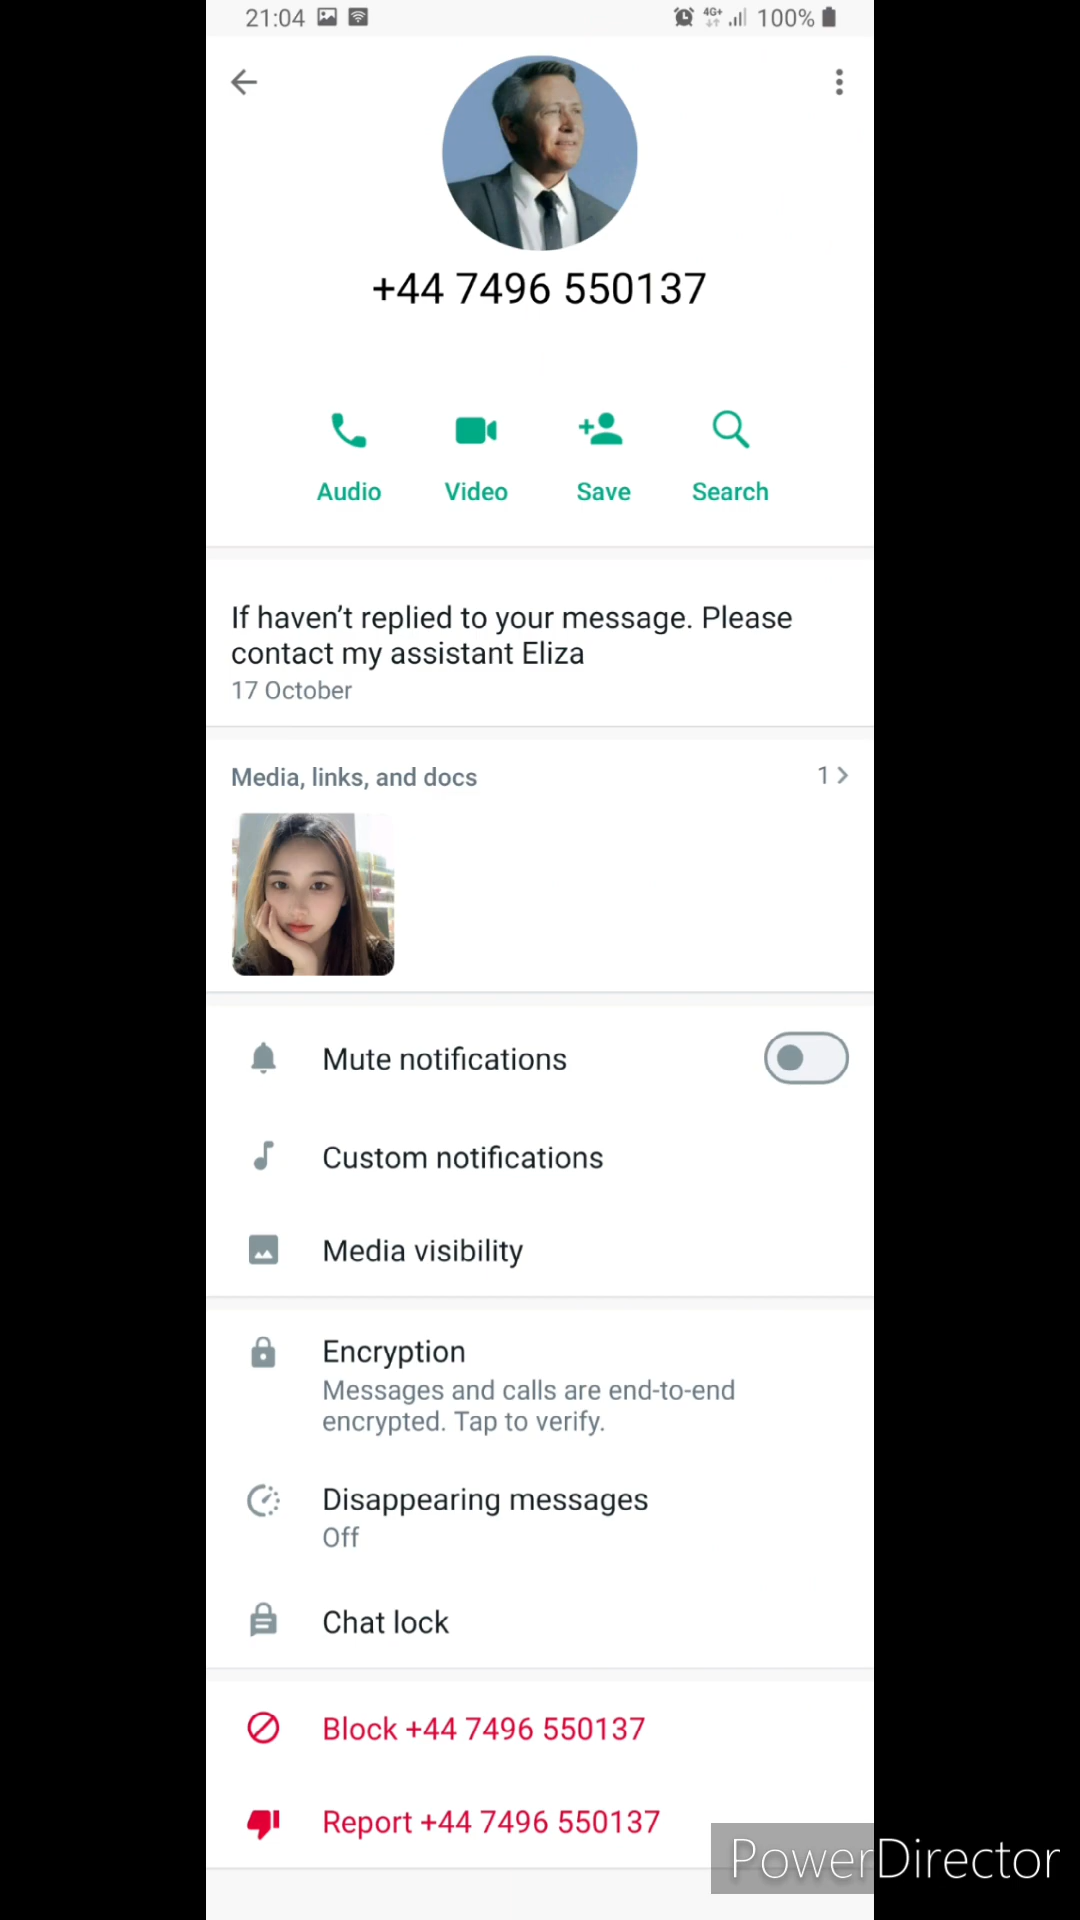 21:04 4G+ 100%
+44 7496 550137
Audio Video Save Search
If haven’t replied to your message. Please
contact my assistant Eliza
17 October
Media, links, and docs 1
Mute notifications
Custom notifications
Media visibility
Encryption
Messages and calls are end-to-end
encrypted. Tap to verify.
Disappearing messages
Off
Chat lock
Block +44 7496 550137
Report +44 7496 550137
PowerDirector